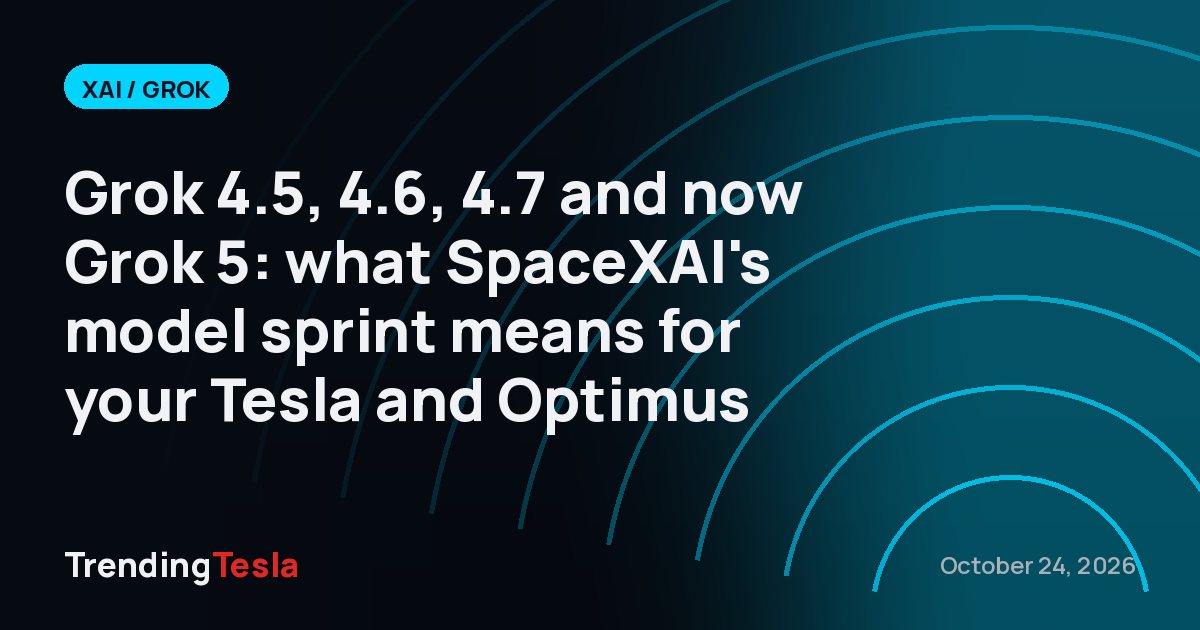 XAI / GROK
Grok 4.5, 4.6, 4.7 and now
Grok 5: what SpaceXAI's
model sprint means for
your Tesla and Optimus
TrendingTesla
October 24, 2026